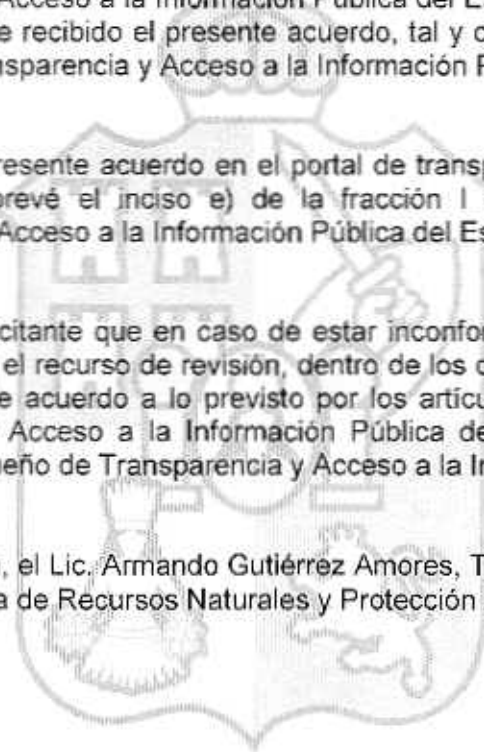 Acceso a la Información Pública del E
e recibido el presente acuerdo, tal y c
nsparencia y Acceso a la Información P
resente acuerdo en el portal de transp
prevé el inciso e) de la fracción I
Acceso a la Información Pública del Es
icitante que en caso de estar inconfor
el recurso de revisión, dentro de los
e acuerdo a lo previsto por los artícu
Acceso a la Información Pública de
ueño de Transparencia y Acceso a la In
, el Lic. Armando Gutiérrez Amores, T
a de Recursos Naturales y Protección